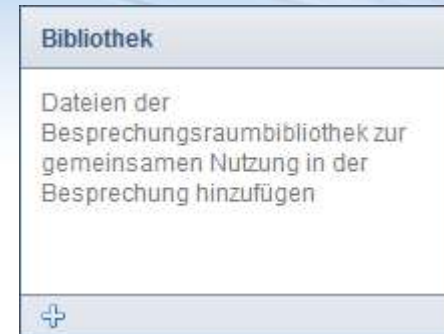 Bibliothek
Dateien der
Besprechungsraumbibliothek zur
gemeinsamen Nutzung in der
Besprechung hinzufügen